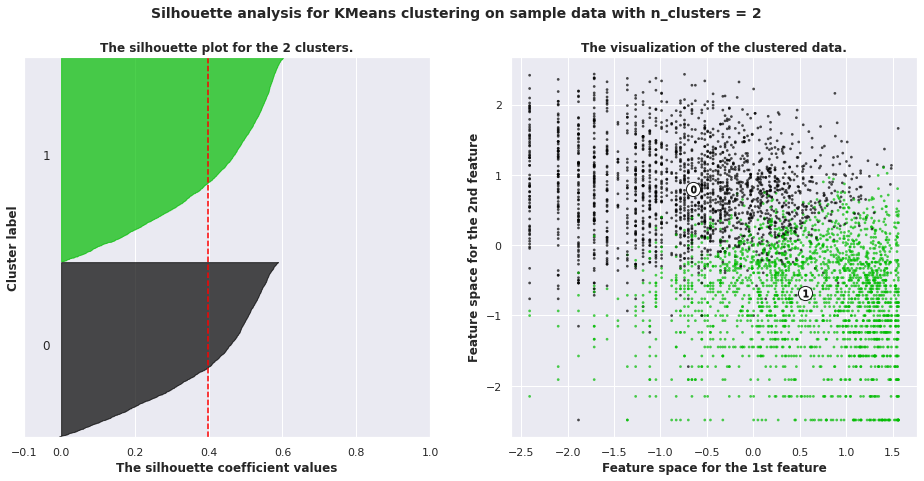 Silhouette analysis for KMeans clustering on sample data with n_clusters = 2
The silhouette plot for the 2 clusters.
1
0
Cluster label
−0.1 0.0 0.2 0.4 0.6 0.8 1.0
The silhouette coefficient values
The visualization of the clustered data.
2
1
0
−1
−2
Feature space for the 2nd feature
0
1
−2.5 −2.0 −1.5 −1.0 −0.5 0.0 0.5 1.0 1.5
Feature space for the 1st feature